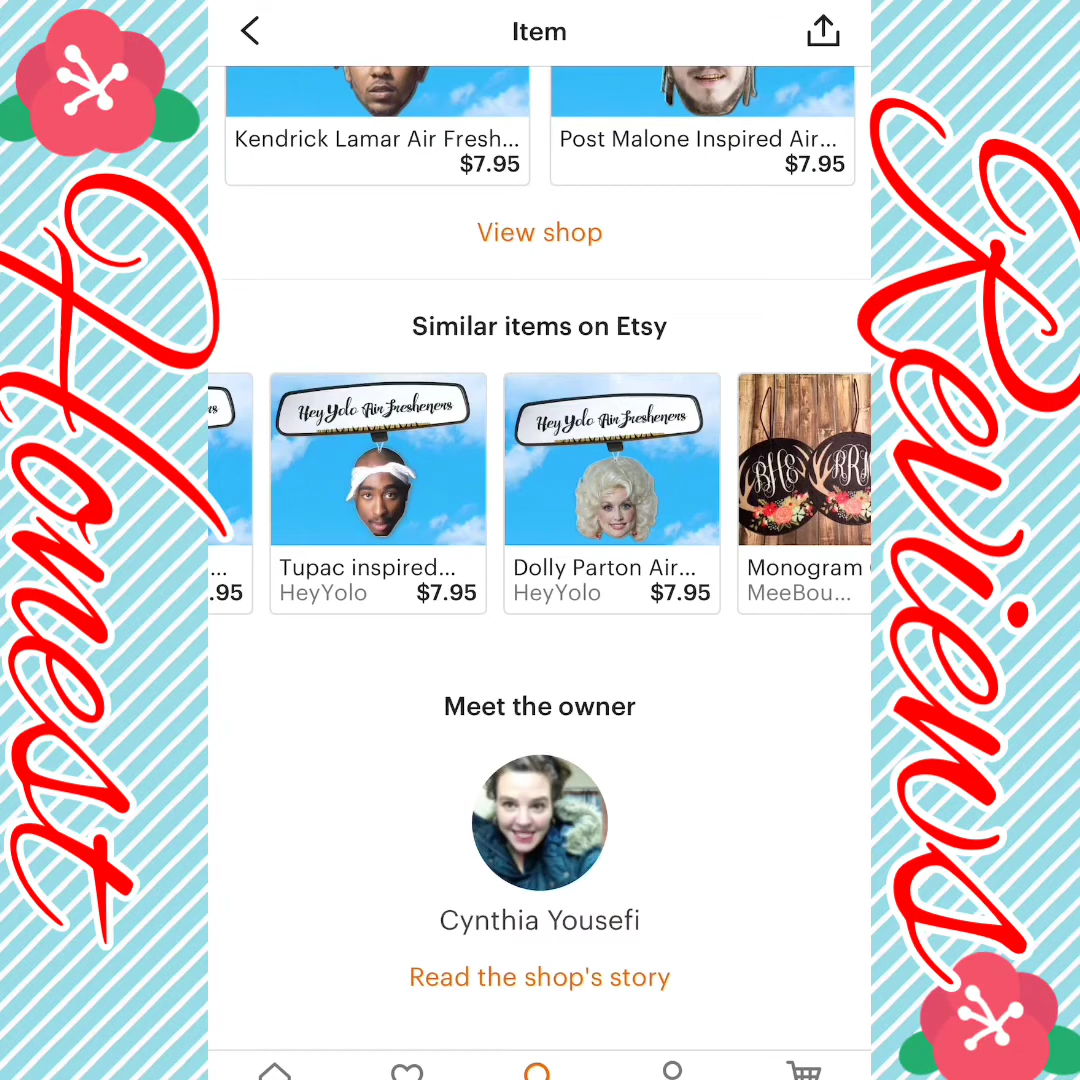 Item
Kendrick Lamar Air Fresh...
$7.95
Post Malone Inspired Air...
$7.95
View shop
Similar items on Etsy
...
.95
Hey Yolo Air Fresheners
Tupac inspired...
HeyYolo $7.95
Hey Yolo Air Fresheners
Dolly Parton Air...
HeyYolo $7.95
BHE
Monogram
MeeBou...
Meet the owner
Cynthia Yousefi
Read the shop's story
Honest
Reviews